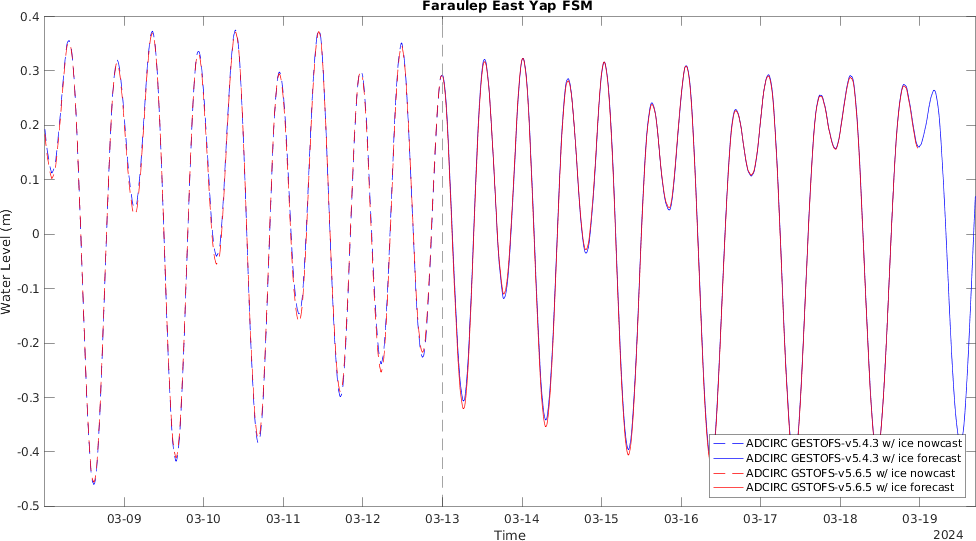 Faraulep East Yap FSM
0.4
0.3
0.2
0.1
0
-0.1
-0.2
-0.3
-0.4
-0.5
Water Level (m)
ADCIRC GESTOFS-v5.4.3 w/ ice nowcast
ADCIRC GESTOFS-v5.4.3 w/ ice forecast
ADCIRC GSTOFS-v5.6.5 w/ ice nowcast
ADCIRC GSTOFS-v5.6.5 w/ ice forecast
03-09 03-10 03-11 03-12 03-13 03-14 03-15 03-16 03-17 03-18 03-19
Time
2024